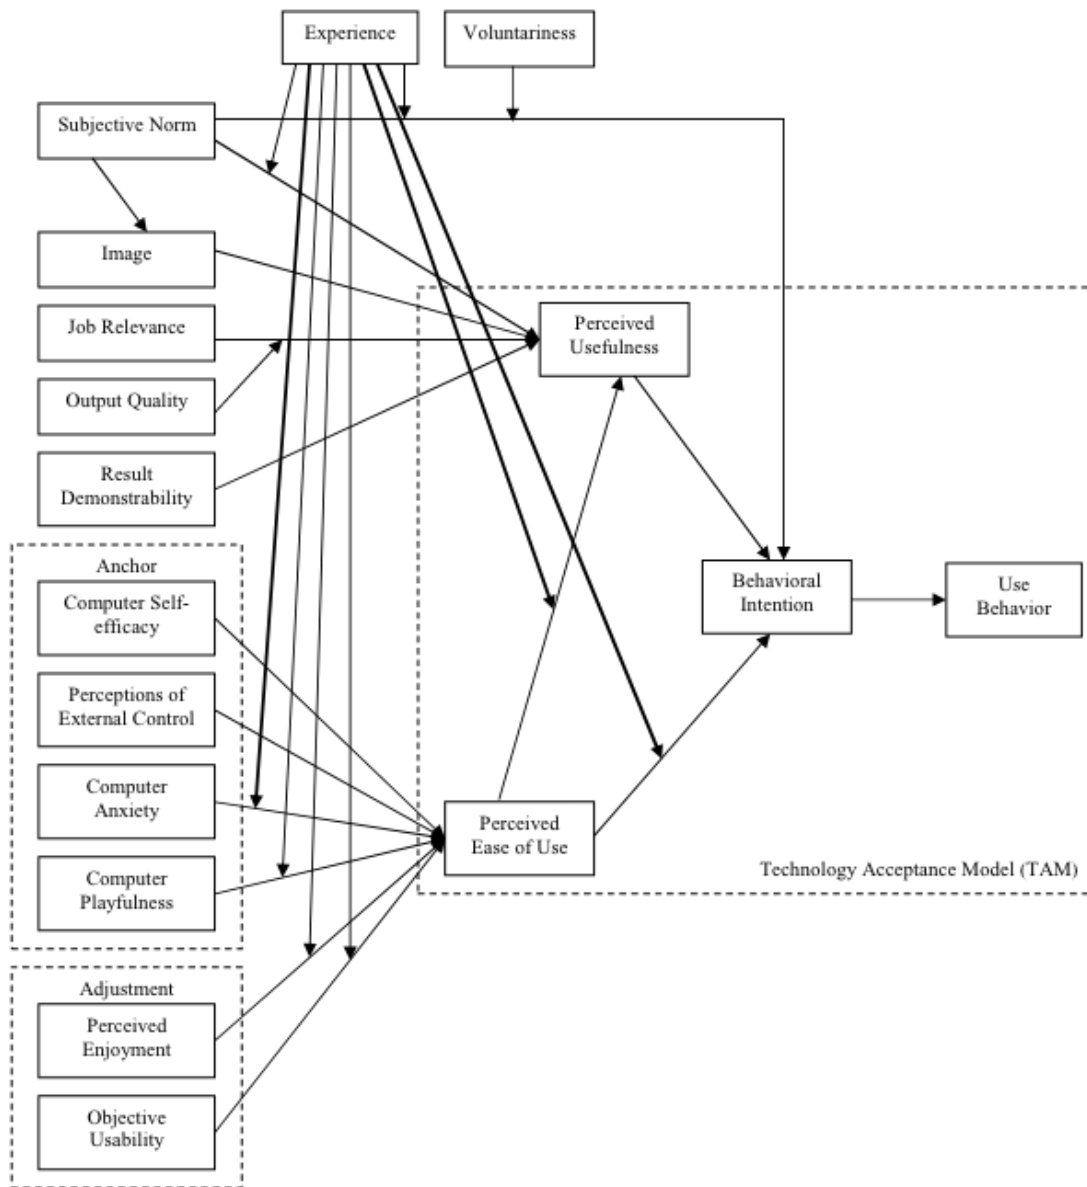 Experience
Voluntariness
Subjective Norm
Image
Job Relevance
Output Quality
Result
Demonstrability
Perceived
Usefulness
Anchor
Computer Self-
efficacy
Perceptions of
External Control
Computer
Anxiety
Computer
Playfulness
Behavioral
Intention
Use
Behavior
Perceived
Ease of Use
Technology Acceptance Model (TAM)
Adjustment
Perceived
Enjoyment
Objective
Usability